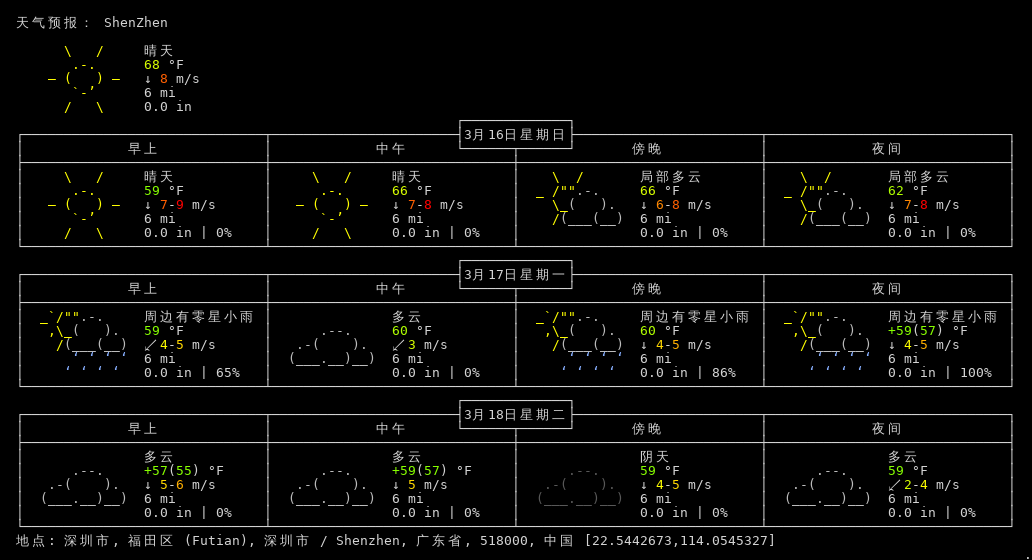 天气预报: ShenZhen
晴天
68 °F
↓ 8 m/s
6 mi
0.0 in
3月16日星期日
早上 中午 傍晚 夜间
晴天 晴天 局部多云 局部多云
59 °F 66 °F 66 °F 62 °F
↓ 7-9 m/s ↓ 7-8 m/s ↓ 6-8 m/s ↓ 7-8 m/s
6 mi 6 mi 6 mi 6 mi
0.0 in | 0% 0.0 in | 0% 0.0 in | 0% 0.0 in | 0%
3月17日星期一
早上 中午 傍晚 夜间
周边有零星小雨 多云 周边有零星小雨 周边有零星小雨
59 °F 60 °F 60 °F +59(57) °F
↙ 4-5 m/s ↙ 3 m/s ↓ 4-5 m/s ↓ 4-5 m/s
6 mi 6 mi 6 mi 6 mi
0.0 in | 65% 0.0 in | 0% 0.0 in | 86% 0.0 in | 100%
3月18日星期二
早上 中午 傍晚 夜间
多云 多云 阴天 多云
+57(55) °F +59(57) °F 59 °F 59 °F
↓ 5-6 m/s ↓ 5 m/s ↓ 4-5 m/s ↙ 2-4 m/s
6 mi 6 mi 6 mi 6 mi
0.0 in | 0% 0.0 in | 0% 0.0 in | 0% 0.0 in | 0%
地点: 深圳市, 福田区 (Futian), 深圳市 / Shenzhen, 广东省, 518000, 中国 [22.5442673,114.0545327]